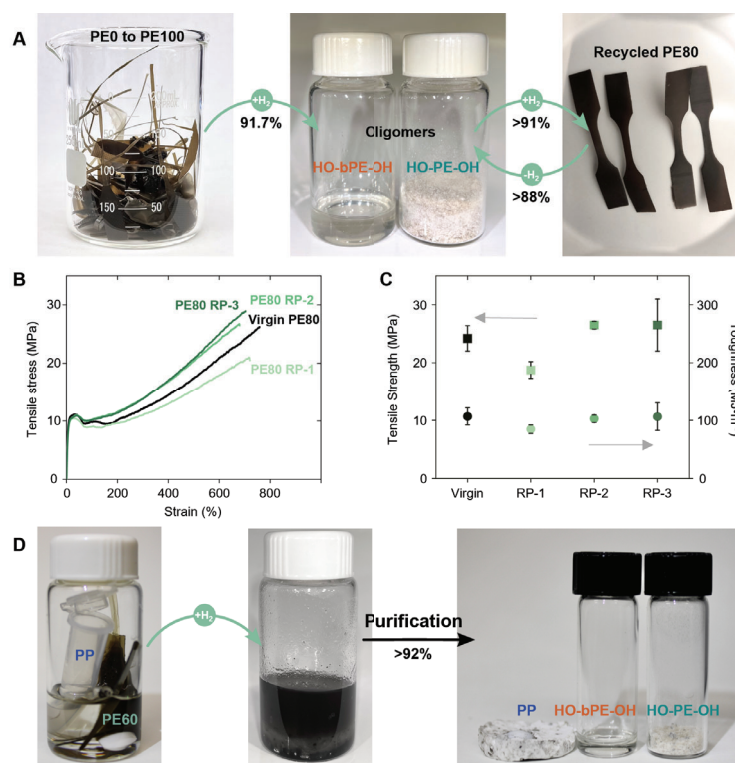 A
PE0 to PE100
100 100
150 50
+H₂
91.7%
Cligomers
HO-bPE-OH HO-PE-OH
+H₂
>91%
-H₂
>88%
Recycled PE80
B
Tensile stress (MPa)
30
20
10
0
0 200 400 600 800
Strain (%)
PE80 RP-3
PE80 RP-2
Virgin PE80
PE80 RP-1
C
Tensile Strength (MPa)
30
20
10
0
300
200
100
0
Virgin RP-1 RP-2 RP-3
D
PP
PE60
+H₂
Purification
>92%
PP HO-bPE-OH HO-PE-OH